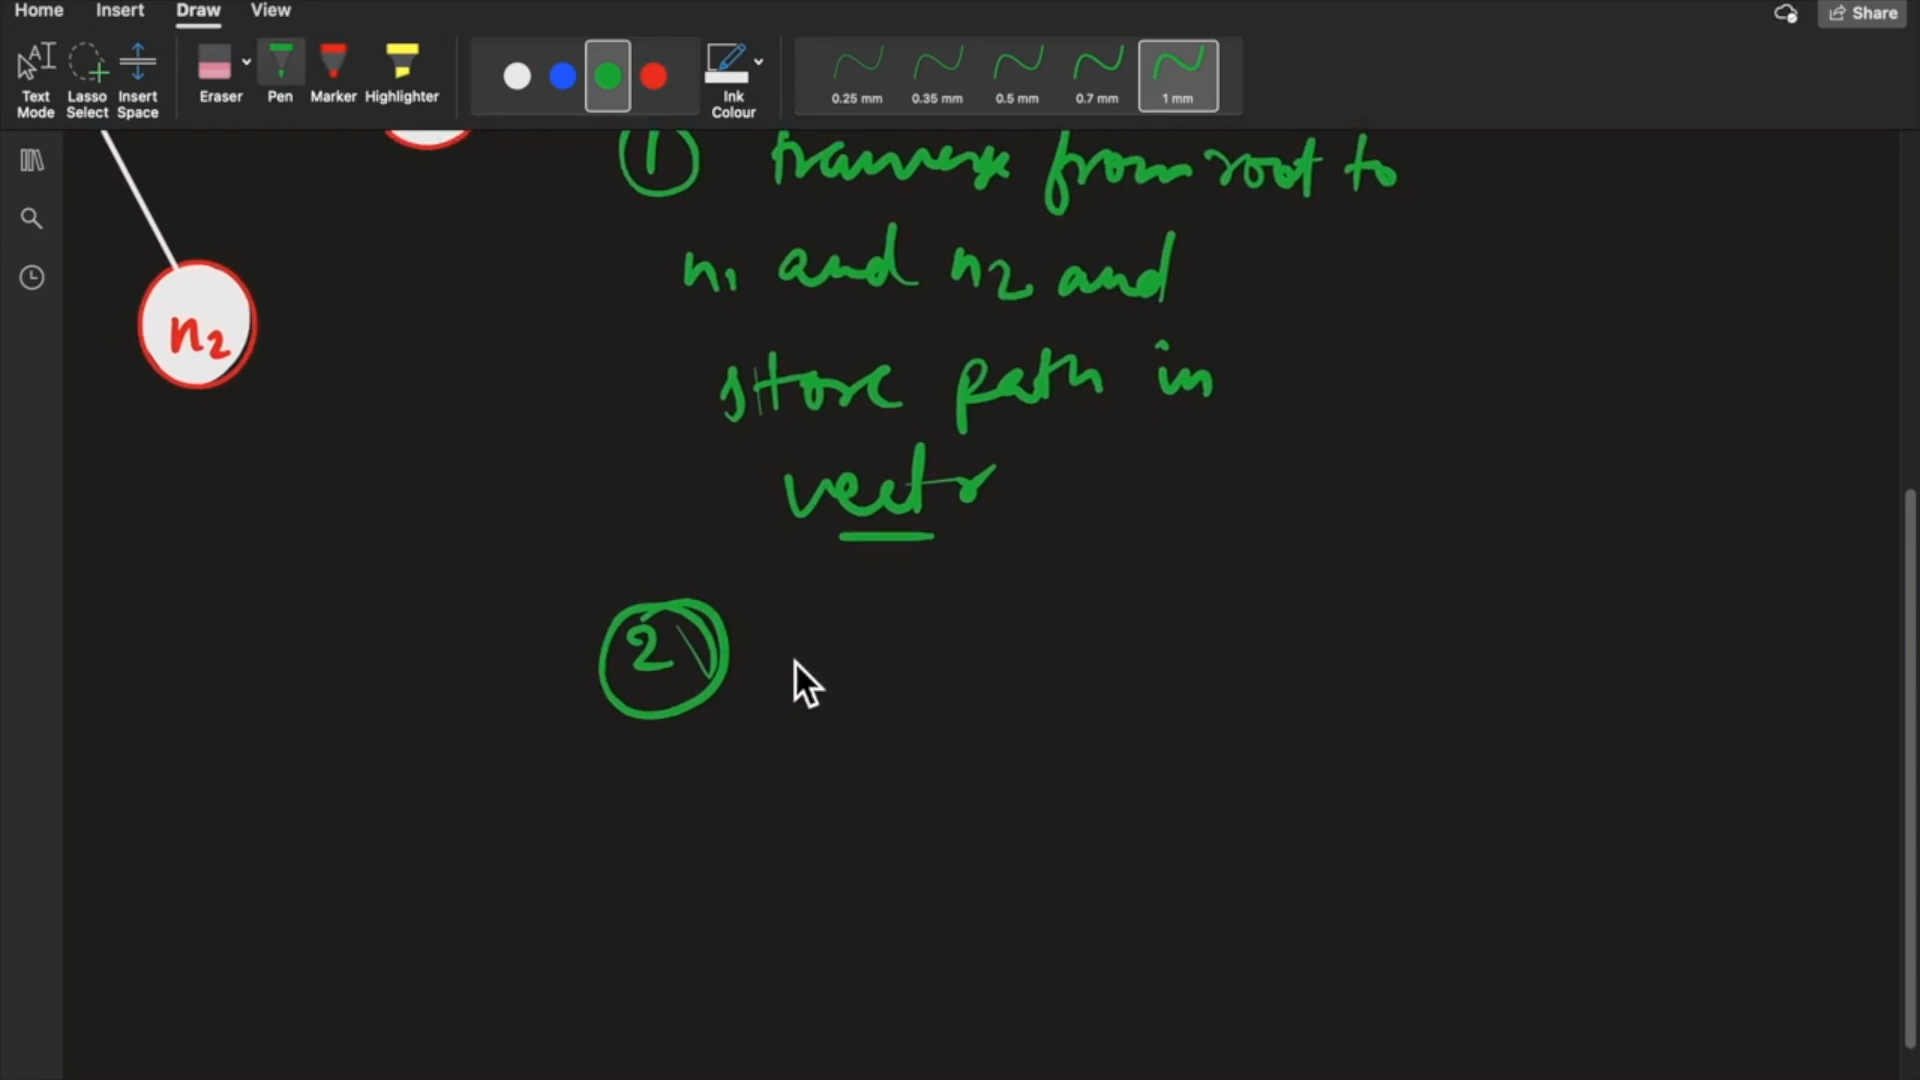 Home Insert Draw View
Share
Text Mode
Lasso Select
Insert Space
Eraser
Pen
Marker
Highlighter
Ink Colour
0.25 mm
0.35 mm
0.5 mm
0.7 mm
1 mm
① traverse from root to
n1 and n2 and
store path in
vector
②
n2